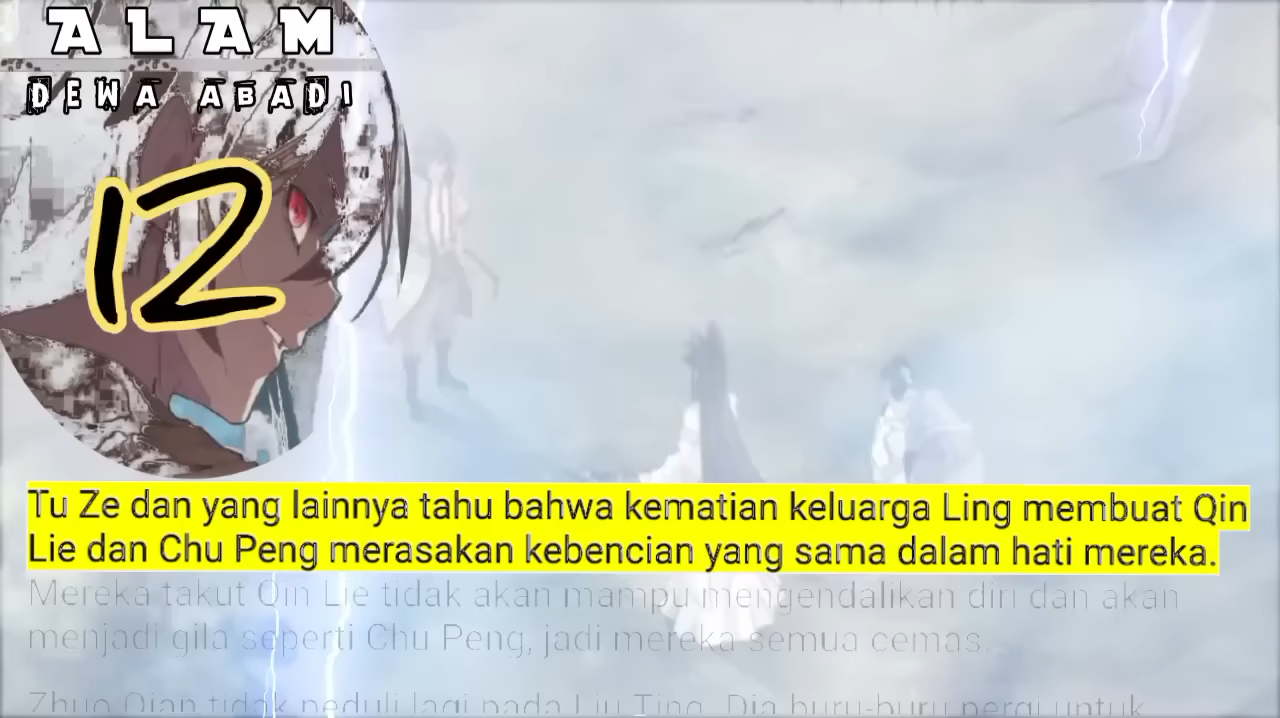 ALAM
DEWA ABADI
12
Tu Ze dan yang lainnya tahu bahwa kematian keluarga Ling membuat Qin
Lie dan Chu Peng merasakan kebencian yang sama dalam hati mereka.
Mereka takut Qin Lie tidak akan mampu mengendalikan diri dan akan
menjadi gila seperti Chu Peng, jadi mereka semua cemas.
Zhuo Qian tidak peduli lagi pada Liu Ting. Dia buru-buru pergi untuk